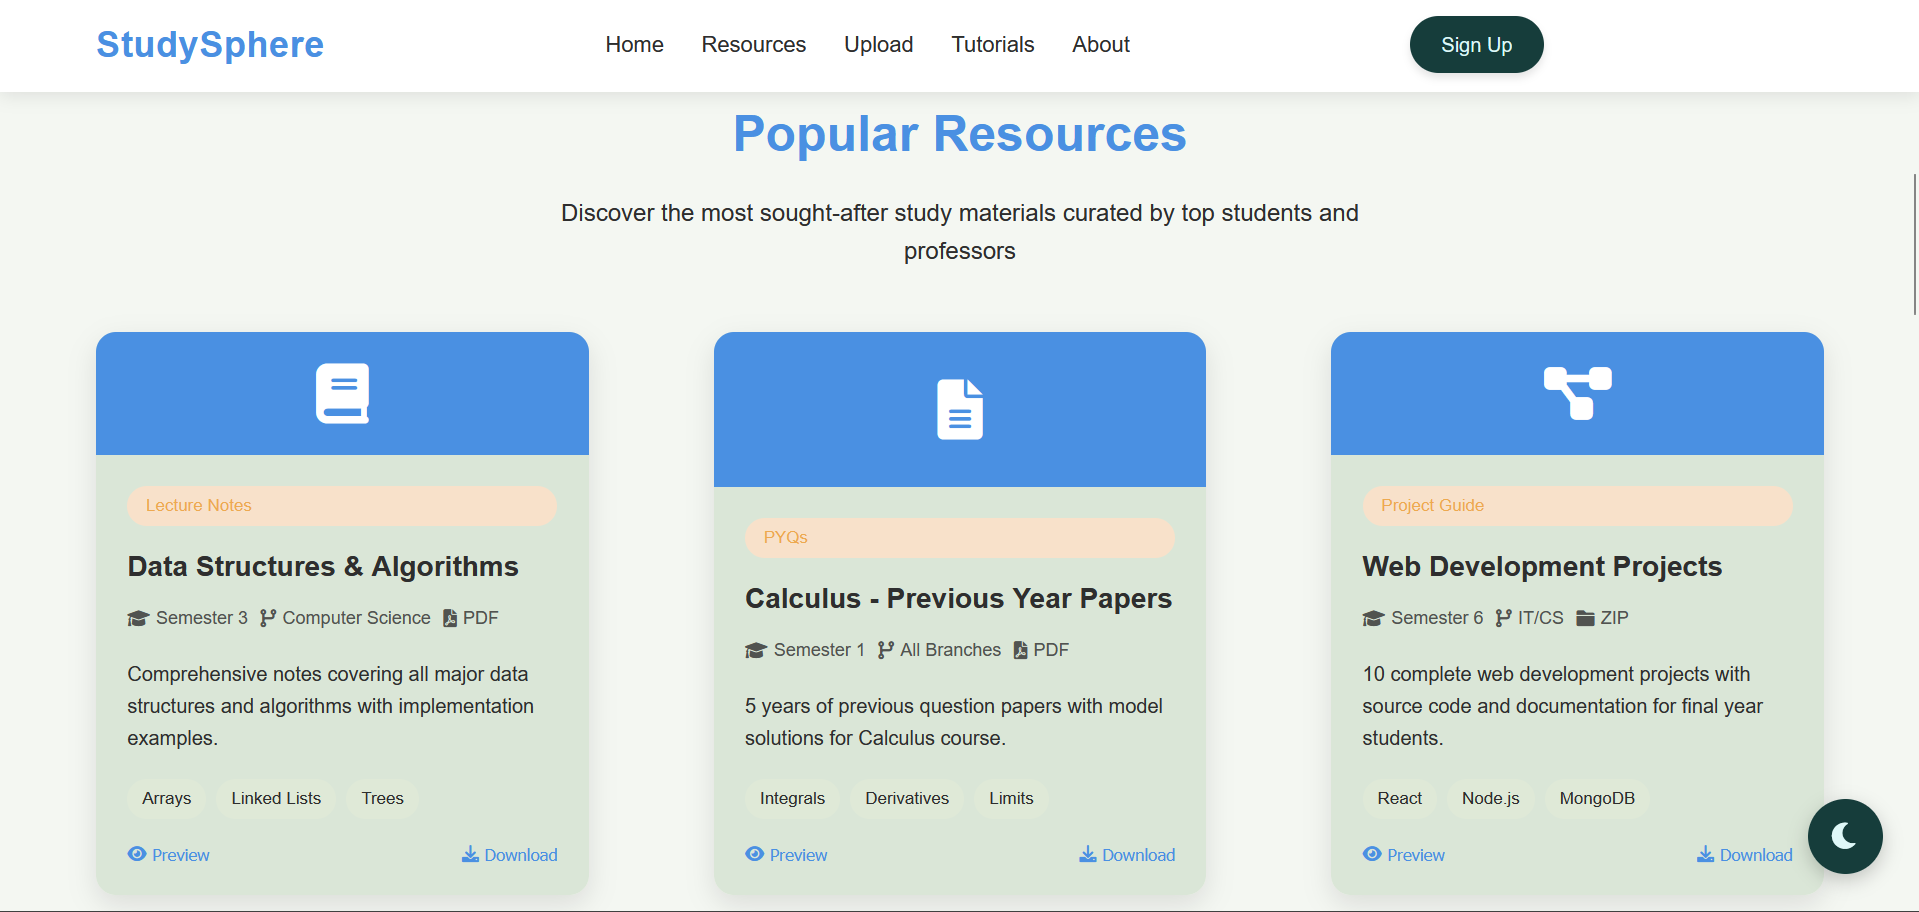 StudySphere
Home
Resources
Upload
Tutorials
About
Sign Up
Popular Resources
Discover the most sought-after study materials curated by top students and
professors
Lecture Notes
Data Structures & Algorithms
Semester 3 Computer Science PDF
Comprehensive notes covering all major data
structures and algorithms with implementation
examples.
Arrays
Linked Lists
Trees
Preview
Download
PYQs
Calculus - Previous Year Papers
Semester 1 All Branches PDF
5 years of previous question papers with model
solutions for Calculus course.
Integrals
Derivatives
Limits
Preview
Download
Project Guide
Web Development Projects
Semester 6 IT/CS ZIP
10 complete web development projects with
source code and documentation for final year
students.
React
Node.js
MongoDB
Preview
Download